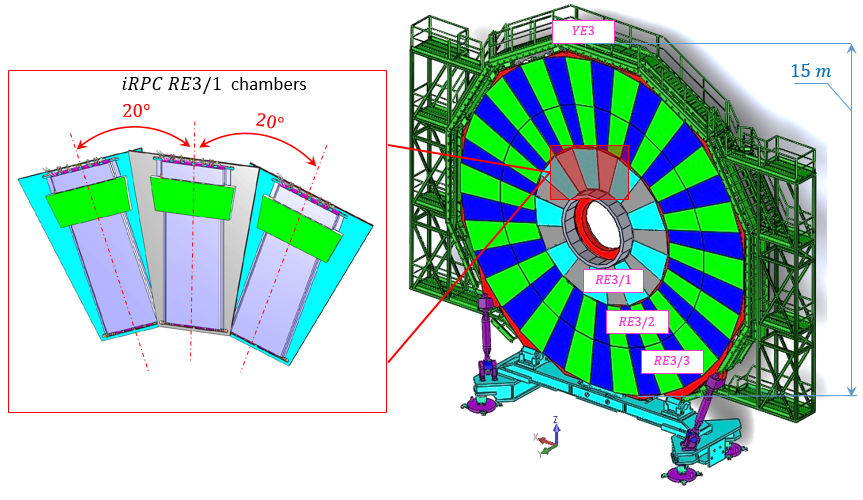 YE3
15 m
iRPC RE3/1 chambers
20°
20°
RE3/1
RE3/2
RE3/3
Z
X
Y